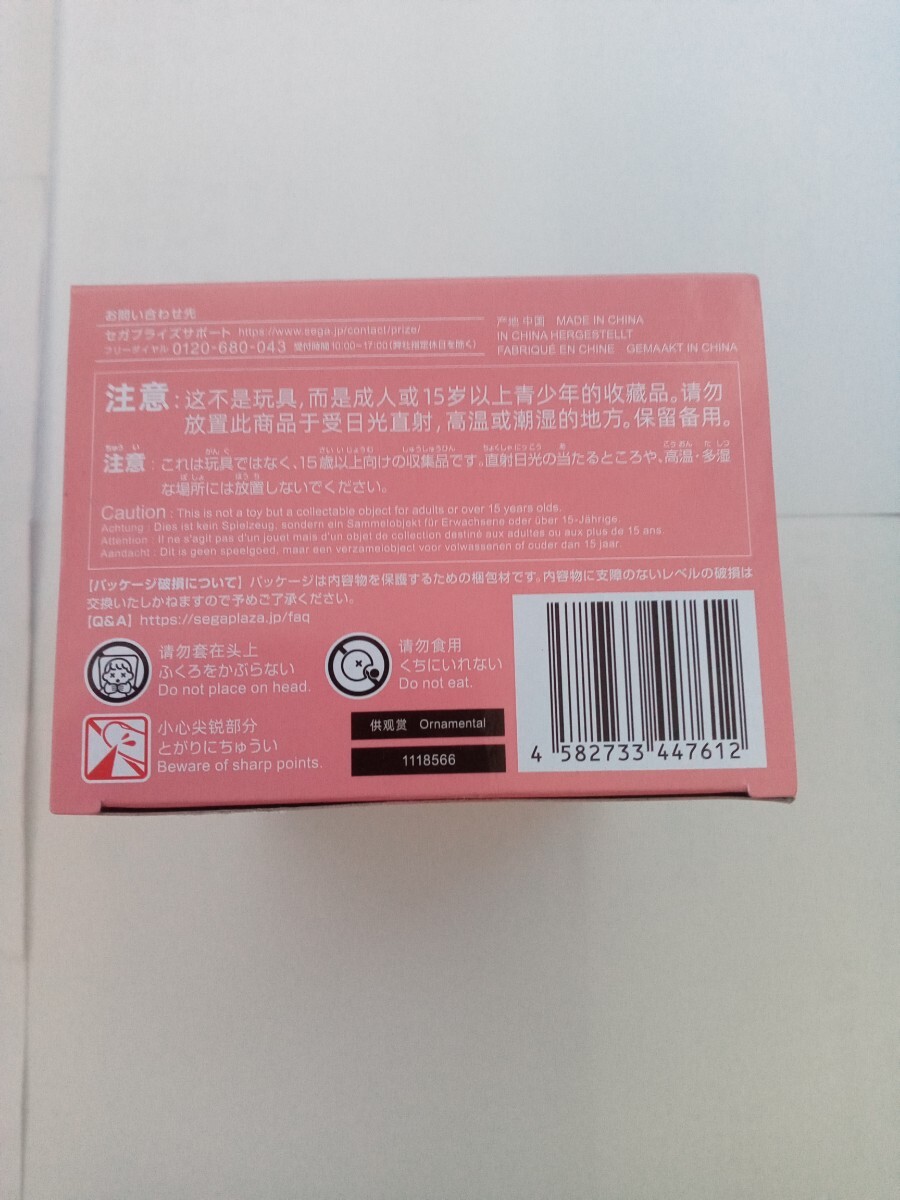 お問い合わせ先
セガプライズサポート https://www.sega.jp/contact/prize/
フリーダイヤル 0120-680-043 受付時間10:00~17:00(弊社指定休日を除く)
产地 中国 MADE IN CHINA
IN CHINA HERGESTELLT
FABRIQUÉ EN CHINE GEMAAKT IN CHINA
注意:这不是玩具,而是成人或15岁以上青少年的收藏品。请勿
放置此商品于受日光直射,高温或潮湿的地方。保留备用。
注意:これは玩具ではなく、15歳以上向けの収集品です。直射日光の当たるところや、高温・多湿
な場所には放置しないでください。
Caution : This is not a toy but a collectable object for adults or over 15 years olds.
Achtung : Dies ist kein Spielzeug, sondern ein Sammelobjekt für Erwachsene oder über 15-Jährige.
Attention : Il ne s'agit pas d'un jouet mais d'un objet de collection destiné aux adultes ou aux plus de 15 ans.
Aandacht : Dit is geen speelgoed, maar een verzamelobject voor volwassenen of ouder dan 15 jaar.
【パッケージ破損について】パッケージは内容物を保護するための梱包材です。内容物に支障のないレベルの破損は
交換いたしかねますので予めご了承ください。
【Q&A】https://segaplaza.jp/faq
请勿套在头上
ふくろをかぶらない
Do not place on head.
请勿食用
くちにいれない
Do not eat.
小心尖锐部分
とがりにちゅうい
Beware of sharp points.
供观赏 Ornamental
1118566
4 582733 447612